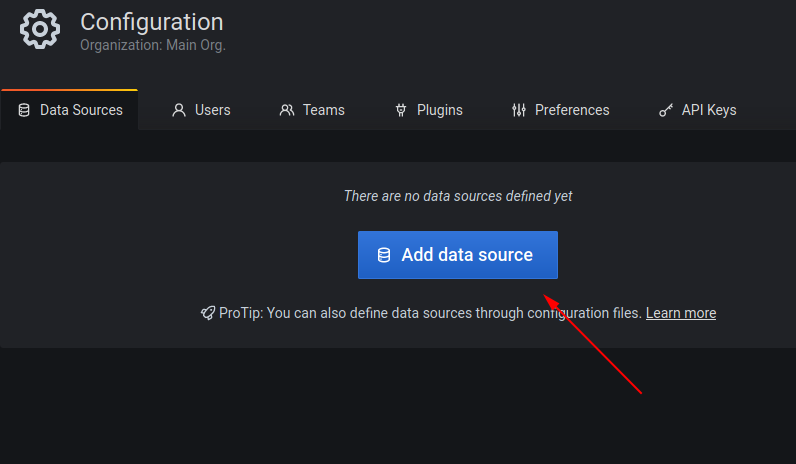 Configuration
Organization: Main Org.
Data Sources Users Teams Plugins Preferences API Keys
There are no data sources defined yet
Add data source
ProTip: You can also define data sources through configuration files. Learn more